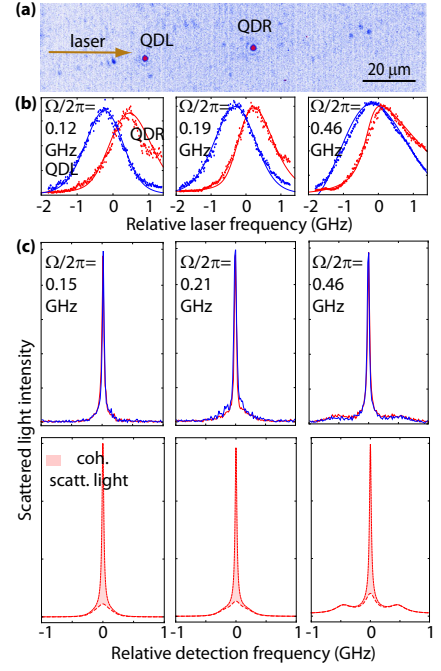 (a)
laser
QDL
QDR
20 μm
(b)
Ω/2π=
0.12
GHz
QDL
QDR
Ω/2π=
0.19
GHz
Ω/2π=
0.46
GHz
-2 -1 0 1
-2 -1 0 1
-2 -1 0 1
Relative laser frequency (GHz)
(c)
Scattered light intensity
Ω/2π=
0.15
GHz
Ω/2π=
0.21
GHz
Ω/2π=
0.46
GHz
coh.
scatt. light
-1 0 1
-1 0 1
-1 0 1
Relative detection frequency (GHz)